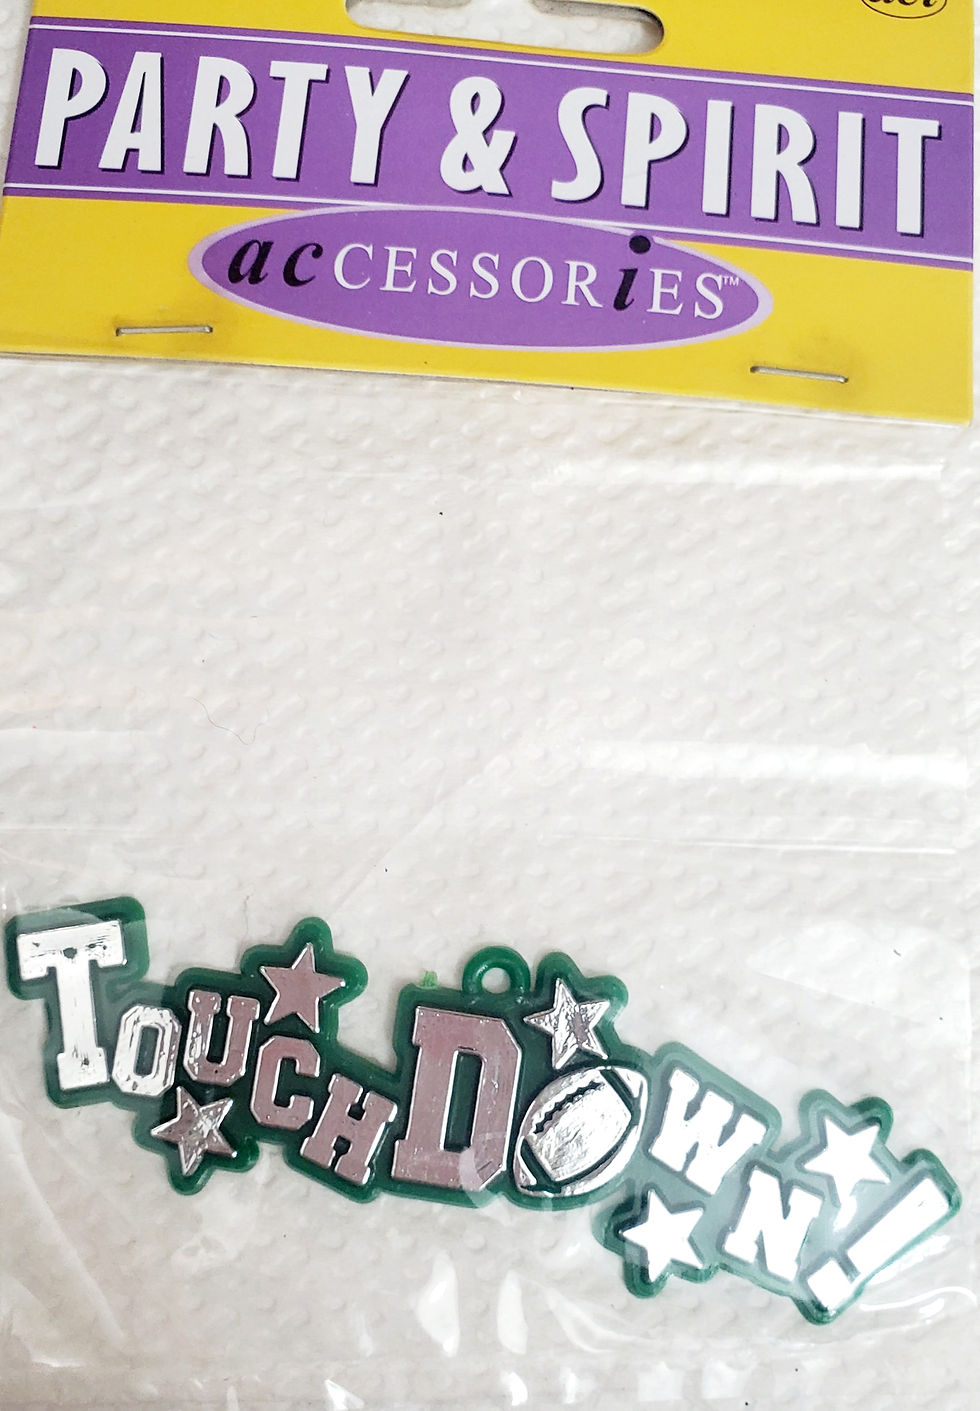 PARTY & SPIRIT
acCESSORiES™
TOUCHDOWN!